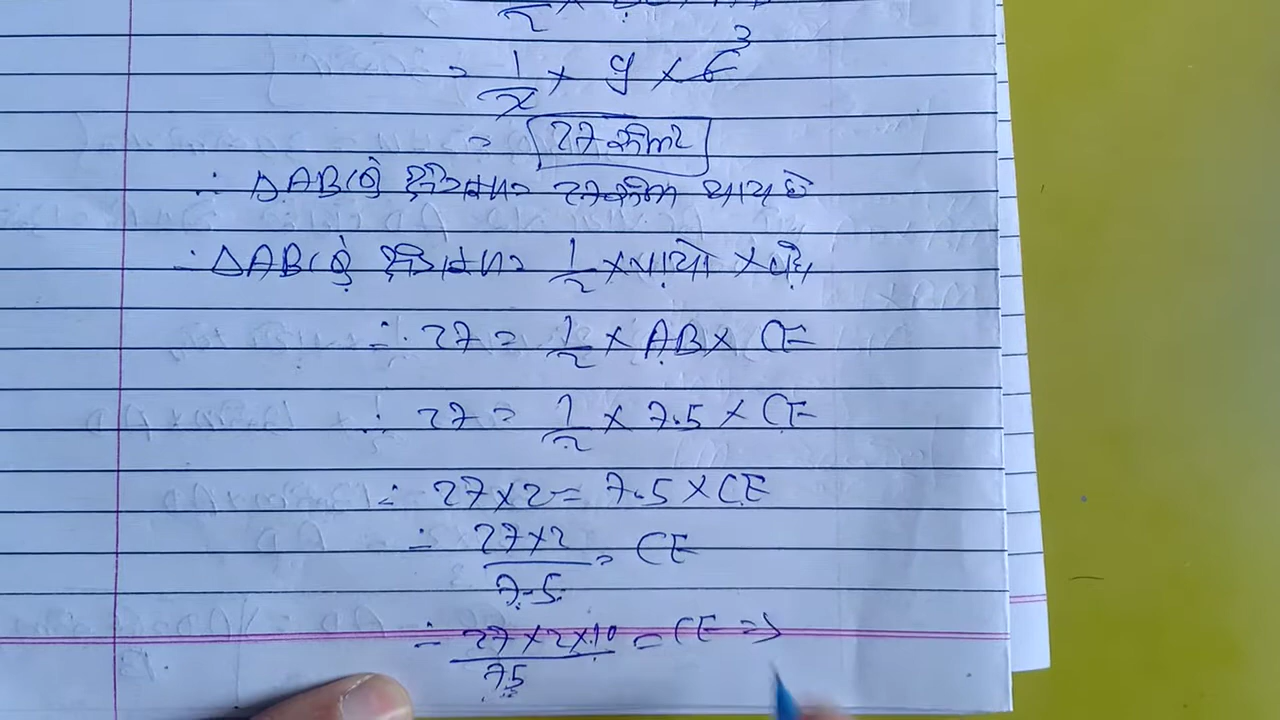 = 1/2 × 9 × 6 3
= 27 સેમી2
∴ ΔABC નું ક્ષેત્રફળ = 27 સેમી થાય છે
∴ ΔABC નું ક્ષેત્રફળ = 1/2 × પાયો × વેધ
∴ 27 = 1/2 × AB × CE
∴ 27 = 1/2 × 7.5 × CE
∴ 27 × 2 = 7.5 × CE
∴ 27 × 2 / 7.5 = CE
∴ 27 × 2 × 10 / 75 = CE ⇒